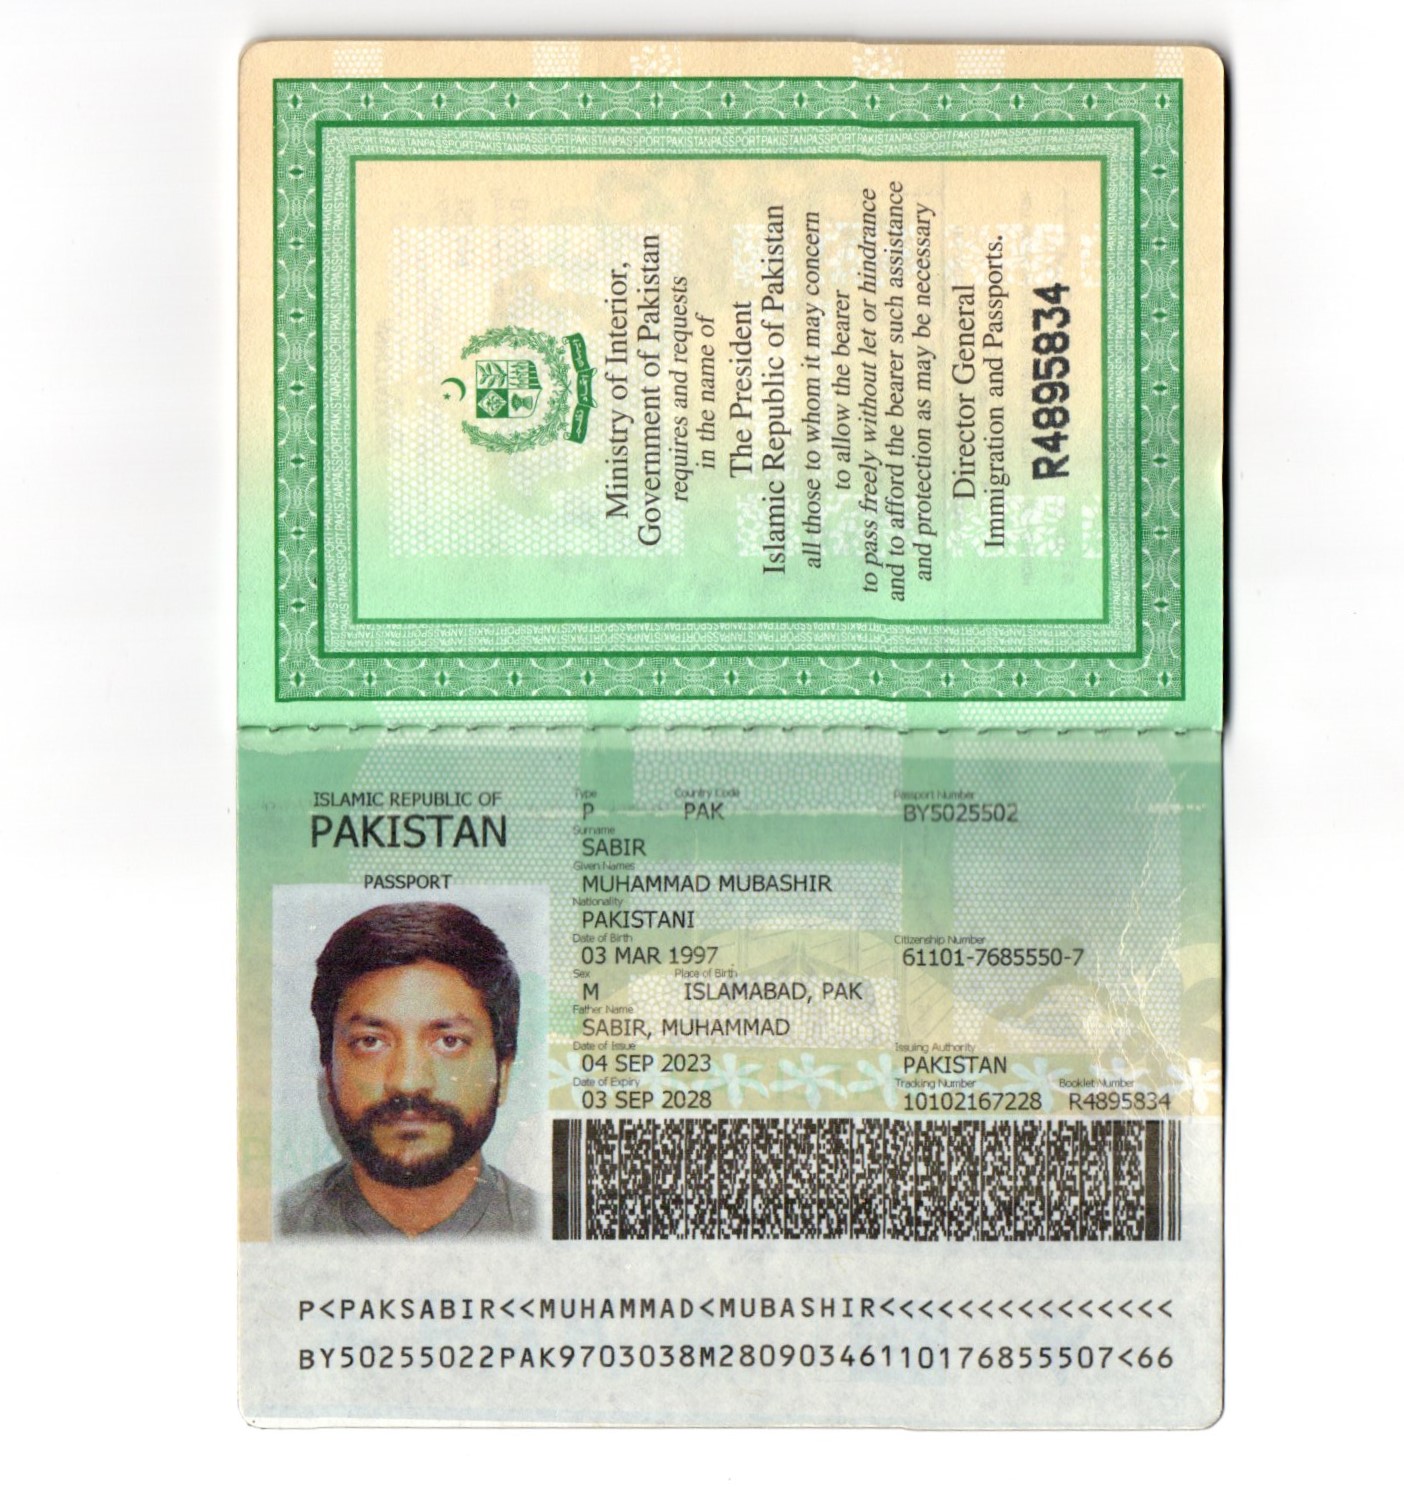 Ministry of Interior,
Government of Pakistan
requires and requests
in the name of
The President
Islamic Republic of Pakistan
all those to whom it may concern
to allow the bearer
to pass freely without let or hindrance
and to afford the bearer such assistance
and protection as may be necessary
Director General
Immigration and Passports.
R4895834
ISLAMIC REPUBLIC OF
PAKISTAN
PASSPORT
Type Country Code Passport Number
P PAK BY5025502
Surname
SABIR
Given Names
MUHAMMAD MUBASHIR
Nationality
PAKISTANI
Date of Birth Citizenship Number
03 MAR 1997 61101-7685550-7
Sex Place of Birth
M ISLAMABAD, PAK
Father Name
SABIR, MUHAMMAD
Date of Issue Issuing Authority
04 SEP 2023 PAKISTAN
Date of Expiry Tracking Number Booklet Number
03 SEP 2028 10102167228 R4895834
P<PAKSABIR<<MUHAMMAD<MUBASHIR<<<<<<<<<<<<<<<
BY50255022PAK9703038M28090346110176855507<66